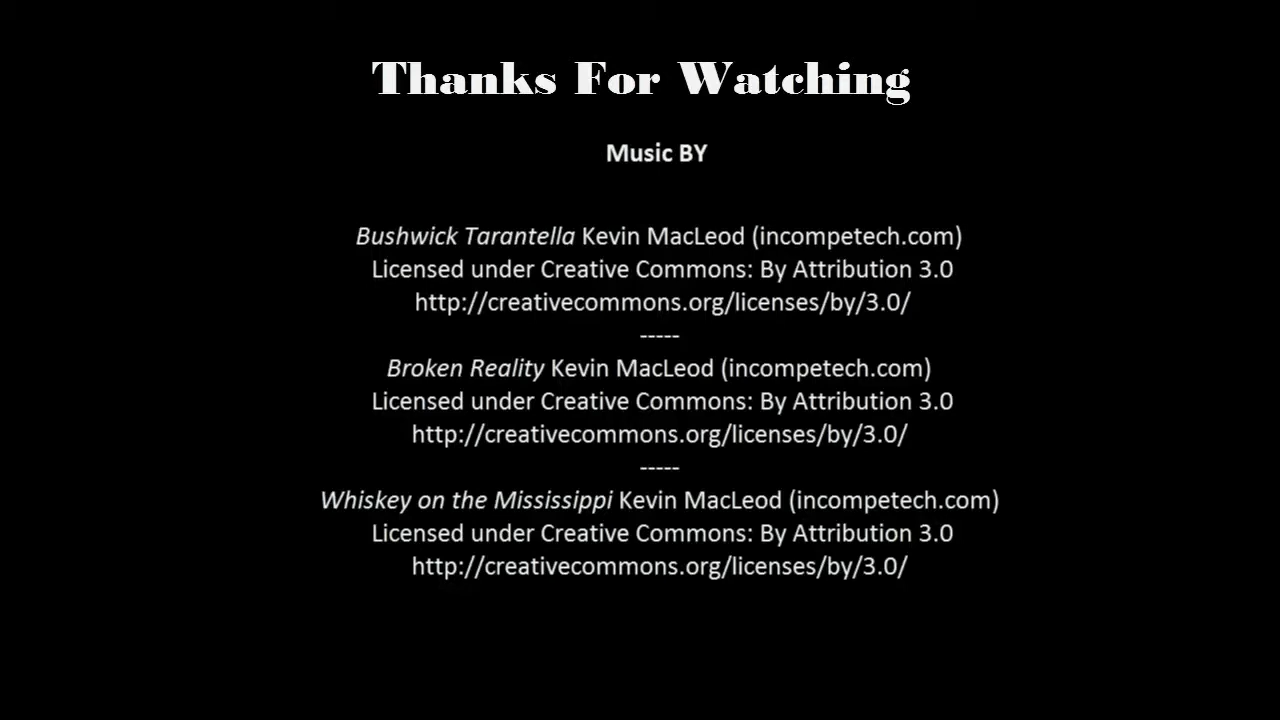 Thanks For Watching
Music BY
Bushwick Tarantella Kevin MacLeod (incompetech.com)
Licensed under Creative Commons: By Attribution 3.0
http://creativecommons.org/licenses/by/3.0/
-----
Broken Reality Kevin MacLeod (incompetech.com)
Licensed under Creative Commons: By Attribution 3.0
http://creativecommons.org/licenses/by/3.0/
-----
Whiskey on the Mississippi Kevin MacLeod (incompetech.com)
Licensed under Creative Commons: By Attribution 3.0
http://creativecommons.org/licenses/by/3.0/